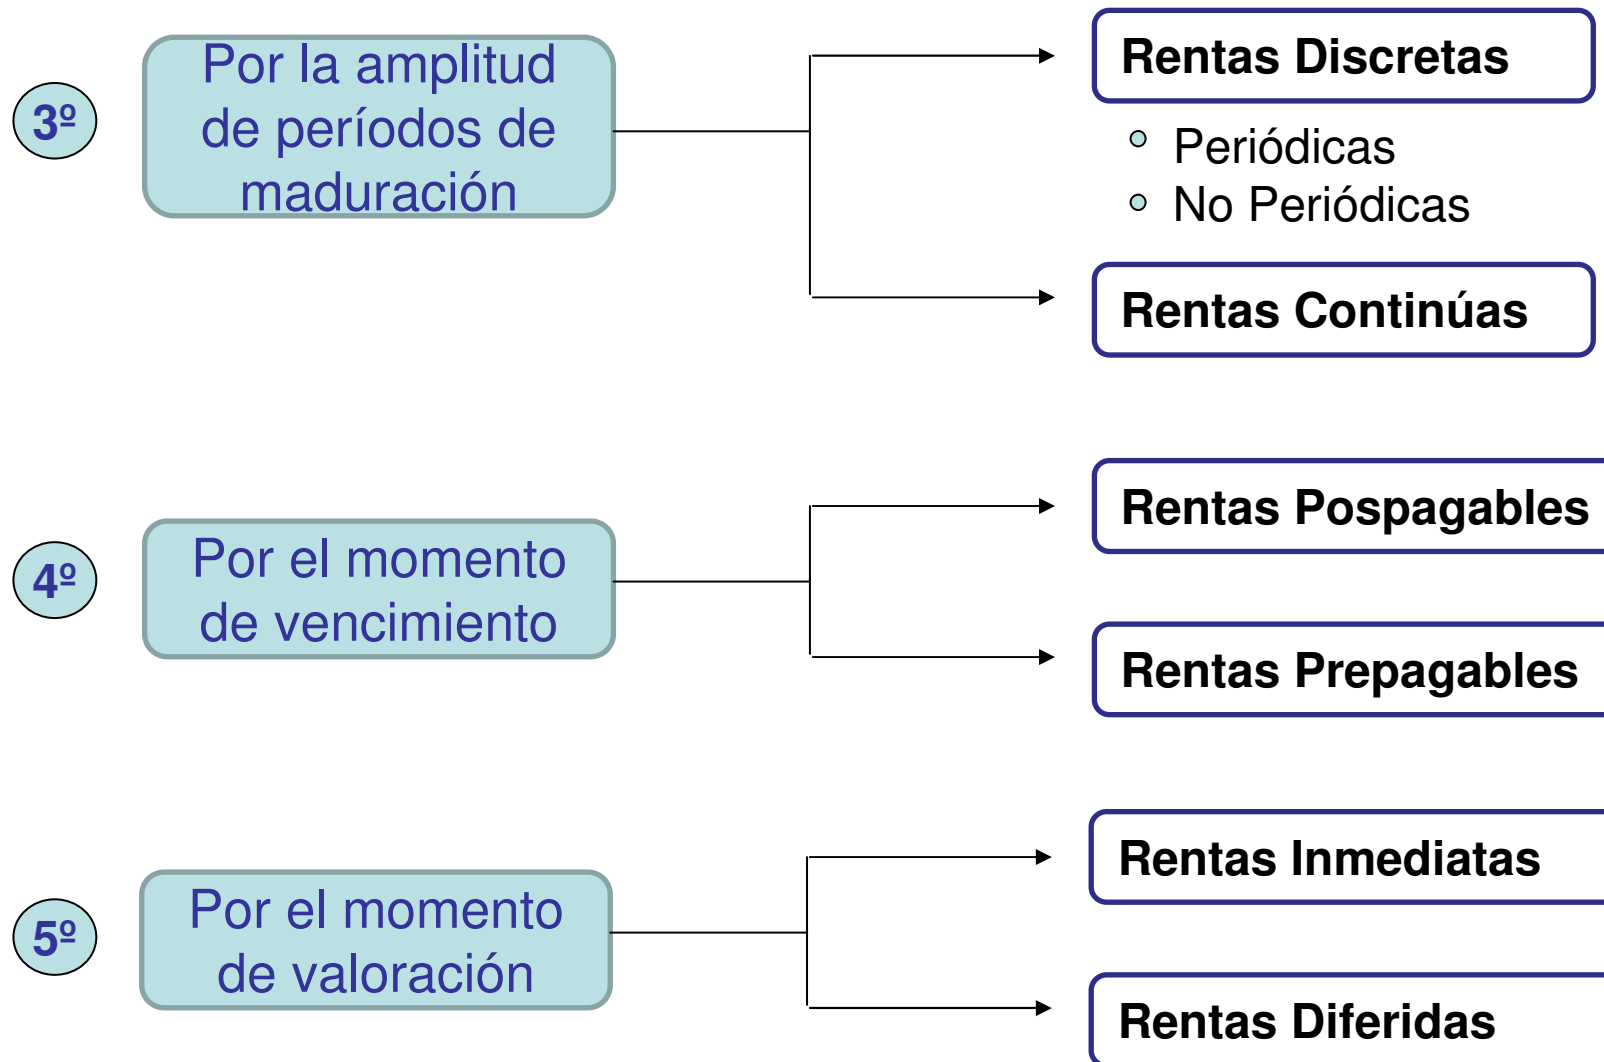 3º
Por la amplitud
de períodos de
maduración
Rentas Discretas
Periódicas
No Periódicas
Rentas Continúas
4º
Por el momento
de vencimiento
Rentas Pospagables
Rentas Prepagables
5º
Por el momento
de valoración
Rentas Inmediatas
Rentas Diferidas